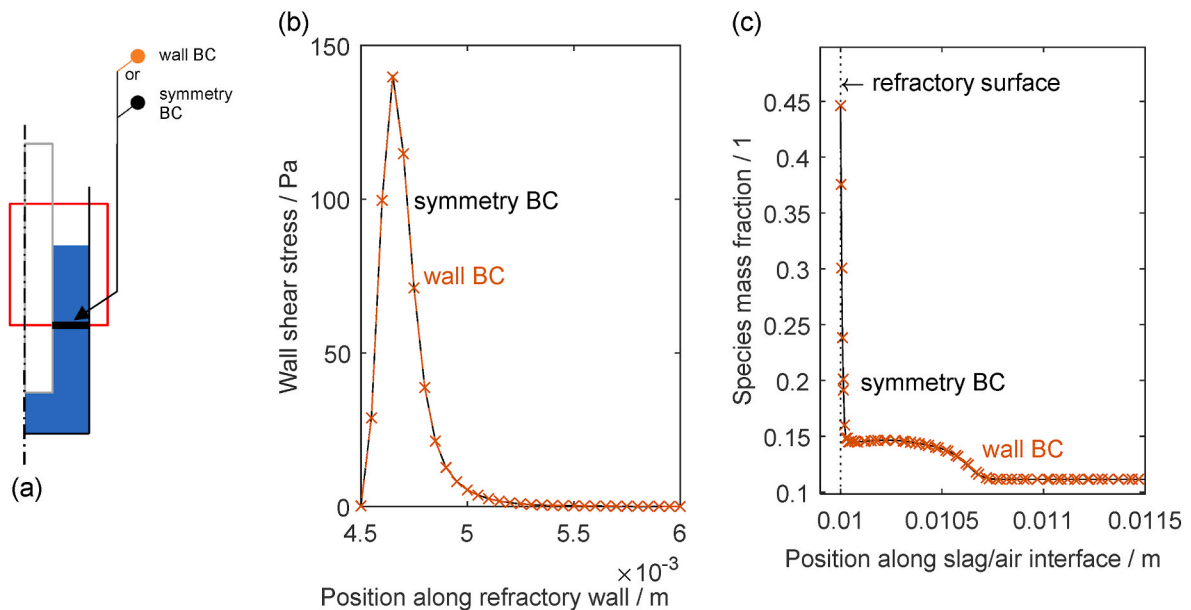 wall BC
or
symmetry
BC
(a)
(b)
150
100
50
0
4.5
5
5.5
6
×10⁻³
Wall shear stress / Pa
Position along refractory wall / m
symmetry BC
wall BC
(c)
← refractory surface
0.45
0.4
0.35
0.3
0.25
0.2
0.15
0.1
0.01
0.0105
0.011
0.0115
Species mass fraction / 1
Position along slag/air interface / m
symmetry BC
wall BC